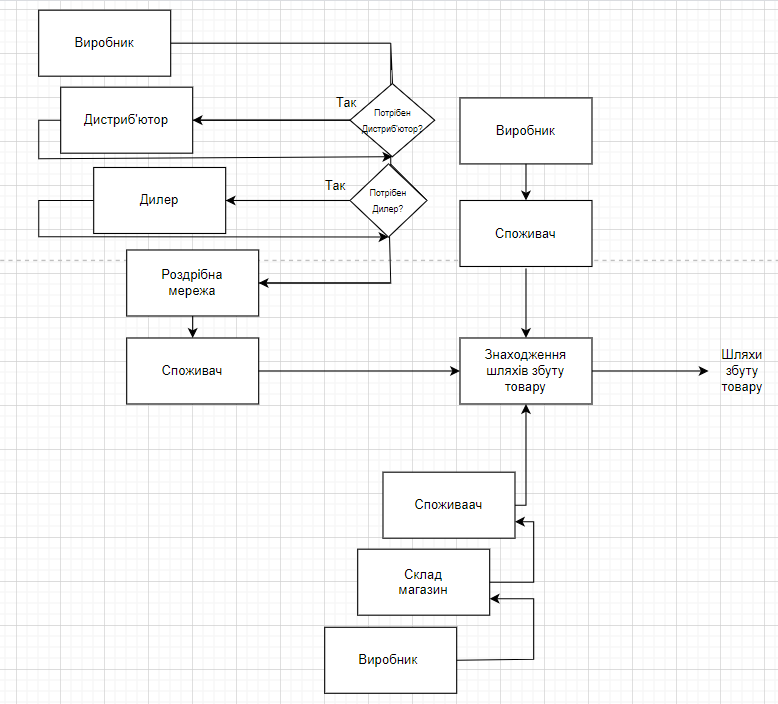 Виробник
Так
Потрібен
Дистриб'ютор?
Дистриб'ютор
Виробник
Так
Потрібен
Дилер?
Дилер
Споживач
Роздрібна
мережа
Споживач
Знаходження
шляхів збуту
товару
Шляхи
збуту
товару
Споживаач
Склад
магазин
Виробник